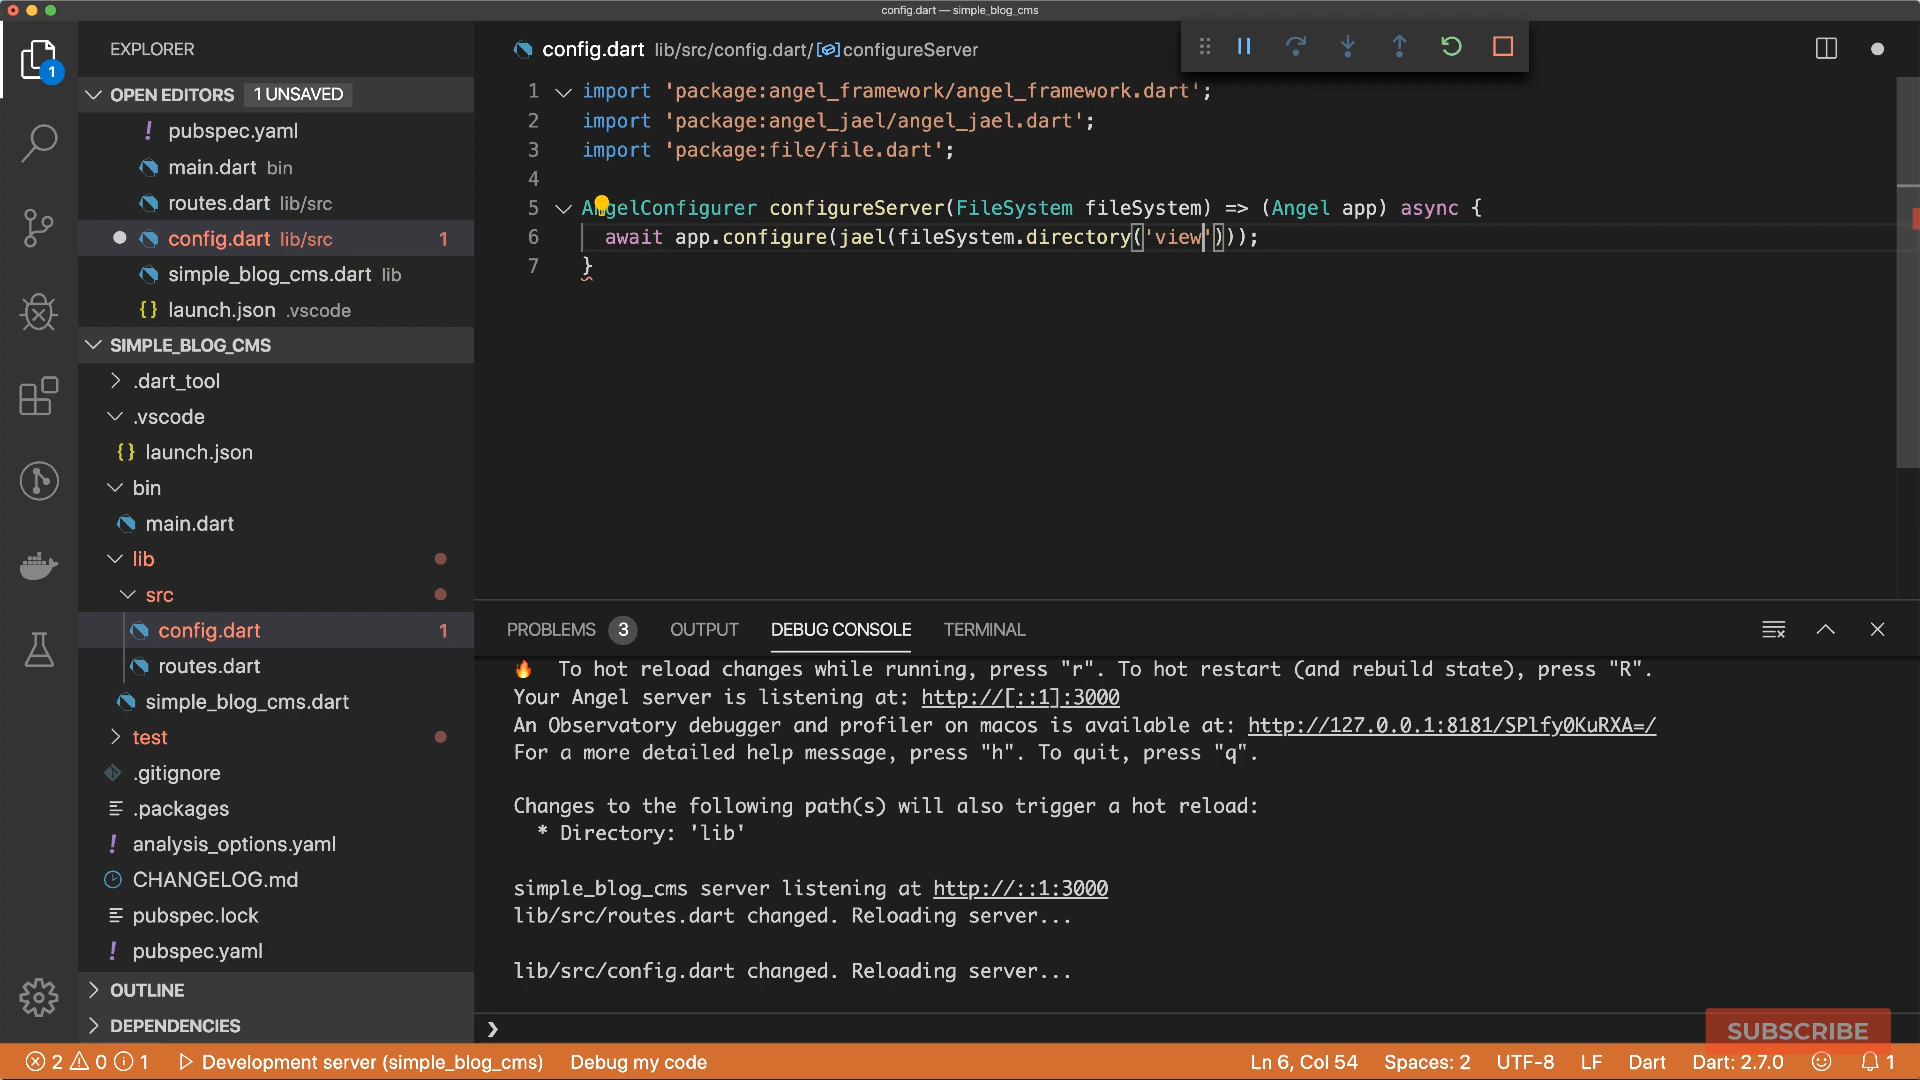 config.dart — simple_blog_cms
EXPLORER
OPEN EDITORS 1 UNSAVED
! pubspec.yaml
main.dart bin
routes.dart lib/src
config.dart lib/src 1
simple_blog_cms.dart lib
{} launch.json .vscode
SIMPLE_BLOG_CMS
.dart_tool
.vscode
{} launch.json
bin
main.dart
lib
src
config.dart 1
routes.dart
simple_blog_cms.dart
test
.gitignore
.packages
! analysis_options.yaml
CHANGELOG.md
pubspec.lock
! pubspec.yaml
OUTLINE
DEPENDENCIES
1
config.dart lib/src/config.dart/ configureServer
1 import 'package:angel_framework/angel_framework.dart';
2 import 'package:angel_jael/angel_jael.dart';
3 import 'package:file/file.dart';
4
5 AngelConfigurer configureServer(FileSystem fileSystem) => (Angel app) async {
6 await app.configure(jael(fileSystem.directory('view')));
7 }
PROBLEMS 3 OUTPUT DEBUG CONSOLE TERMINAL
🔥 To hot reload changes while running, press "r". To hot restart (and rebuild state), press "R".
Your Angel server is listening at: http://[::1]:3000
An Observatory debugger and profiler on macos is available at: http://127.0.0.1:8181/SPlfy0KuRXA=/
For a more detailed help message, press "h". To quit, press "q".
Changes to the following path(s) will also trigger a hot reload:
* Directory: 'lib'
simple_blog_cms server listening at http://::1:3000
lib/src/routes.dart changed. Reloading server...
lib/src/config.dart changed. Reloading server...
❯
SUBSCRIBE
2 0 1 Development server (simple_blog_cms) Debug my code Ln 6, Col 54 Spaces: 2 UTF-8 LF Dart Dart: 2.7.0 1